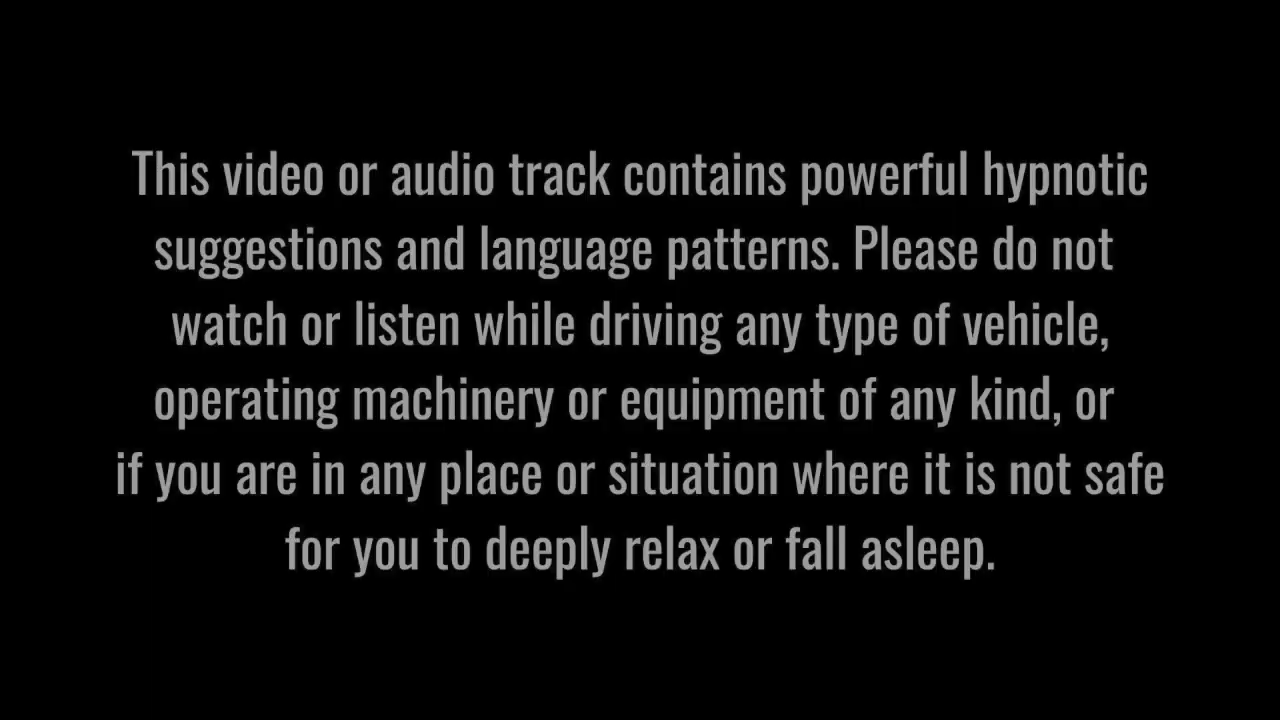 This video or audio track contains powerful hypnotic
suggestions and language patterns. Please do not
watch or listen while driving any type of vehicle,
operating machinery or equipment of any kind, or
if you are in any place or situation where it is not safe
for you to deeply relax or fall asleep.